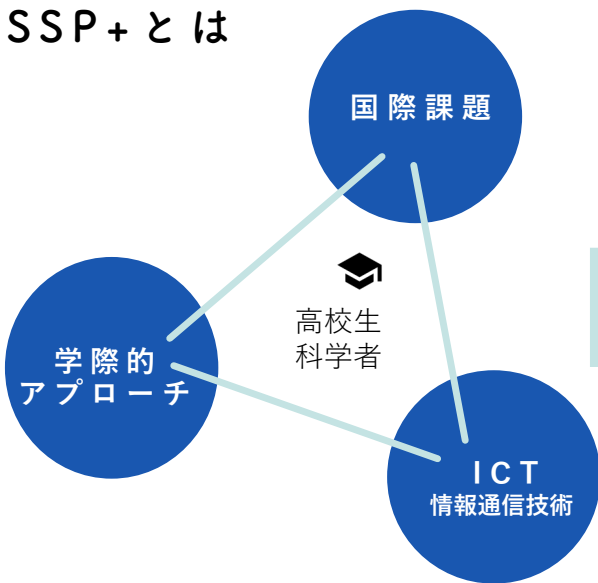 SSP+とは
国際課題
高校生
科学者
学際的
アプローチ
ICT
情報通信技術